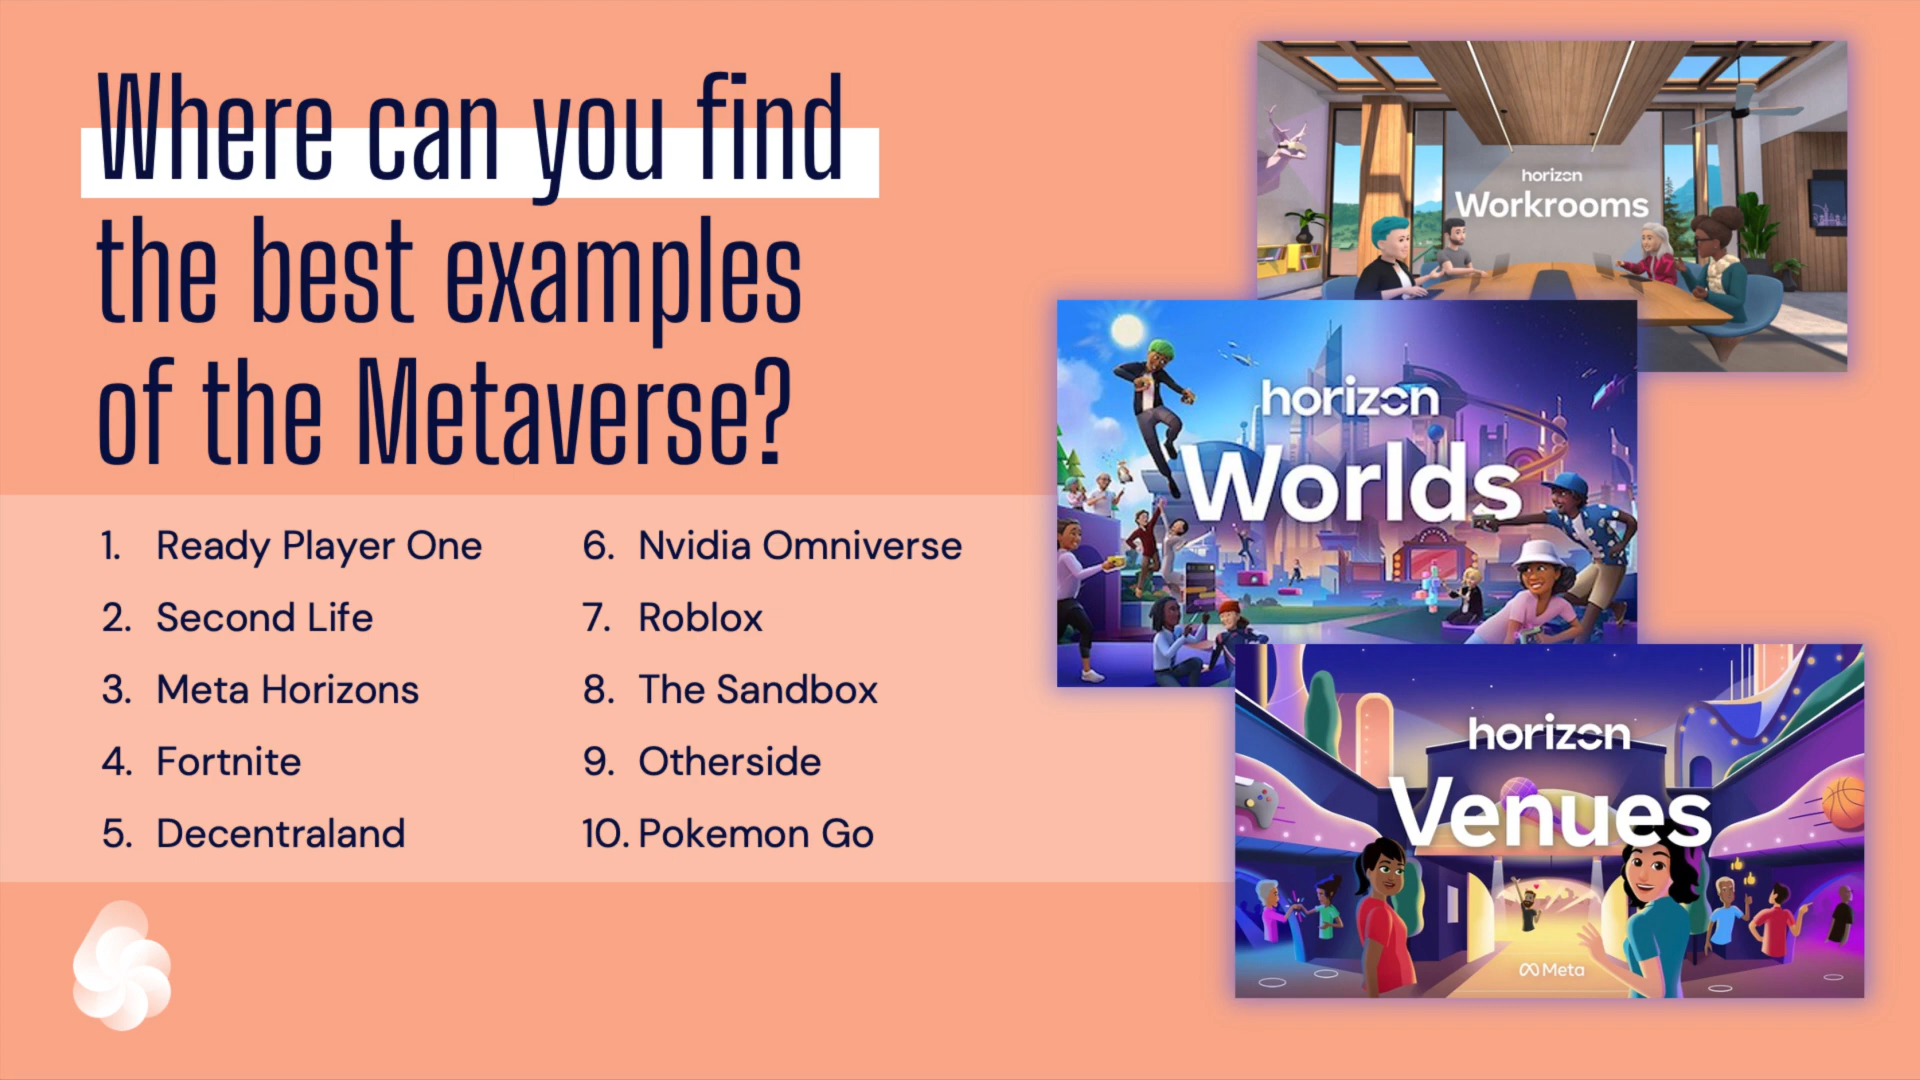 Where can you find
the best examples
of the Metaverse?
1. Ready Player One
2. Second Life
3. Meta Horizons
4. Fortnite
5. Decentraland
6. Nvidia Omniverse
7. Roblox
8. The Sandbox
9. Otherside
10. Pokemon Go
horizon
Workrooms
horizon
Worlds
horizon
Venues
Meta